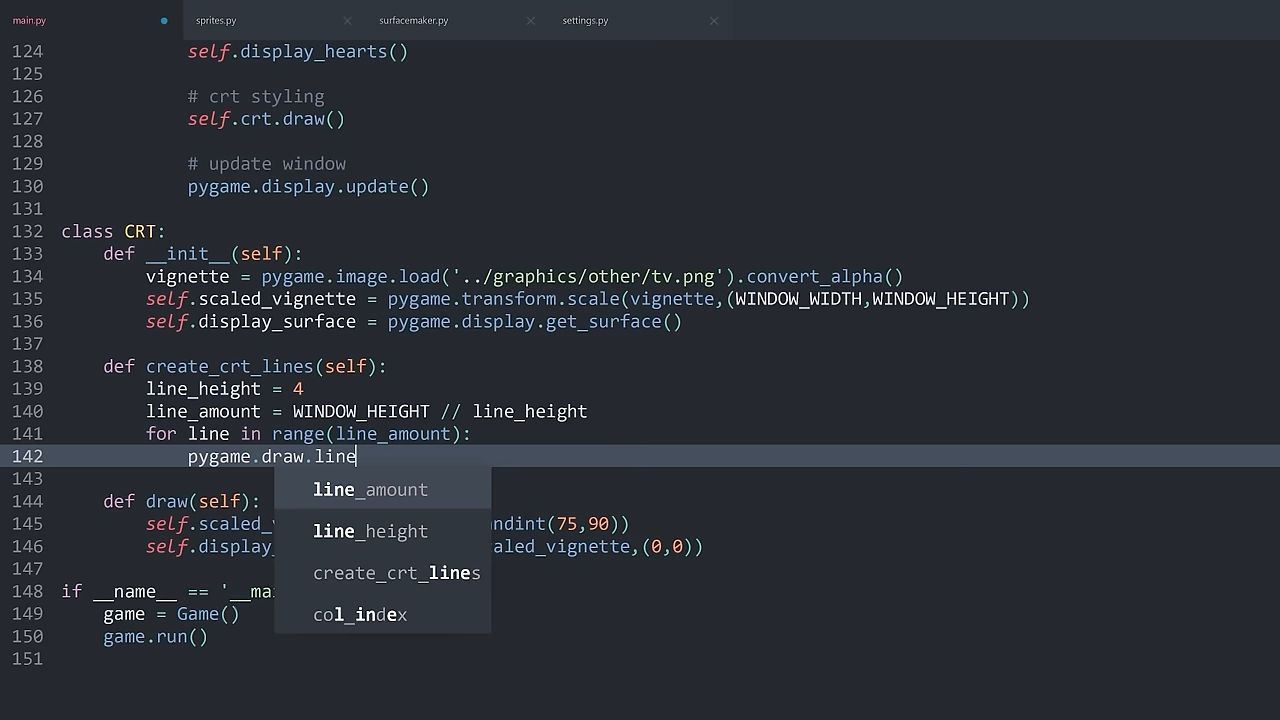 main.py sprites.py surfacemaker.py settings.py
124 self.display_hearts()
125
126 # crt styling
127 self.crt.draw()
128
129 # update window
130 pygame.display.update()
131
132 class CRT:
133 def __init__(self):
134 vignette = pygame.image.load('../graphics/other/tv.png').convert_alpha()
135 self.scaled_vignette = pygame.transform.scale(vignette,(WINDOW_WIDTH,WINDOW_HEIGHT))
136 self.display_surface = pygame.display.get_surface()
137
138 def create_crt_lines(self):
139 line_height = 4
140 line_amount = WINDOW_HEIGHT // line_height
141 for line in range(line_amount):
142 pygame.draw.line
143 line_amount
144 def draw(self):
145 self.scaled_ ndint(75,90))
line_height
146 self.display_ aled_vignette,(0,0))
147 create_crt_lines
148 if __name__ == '__mai
149 game = Game() col_index
150 game.run()
151